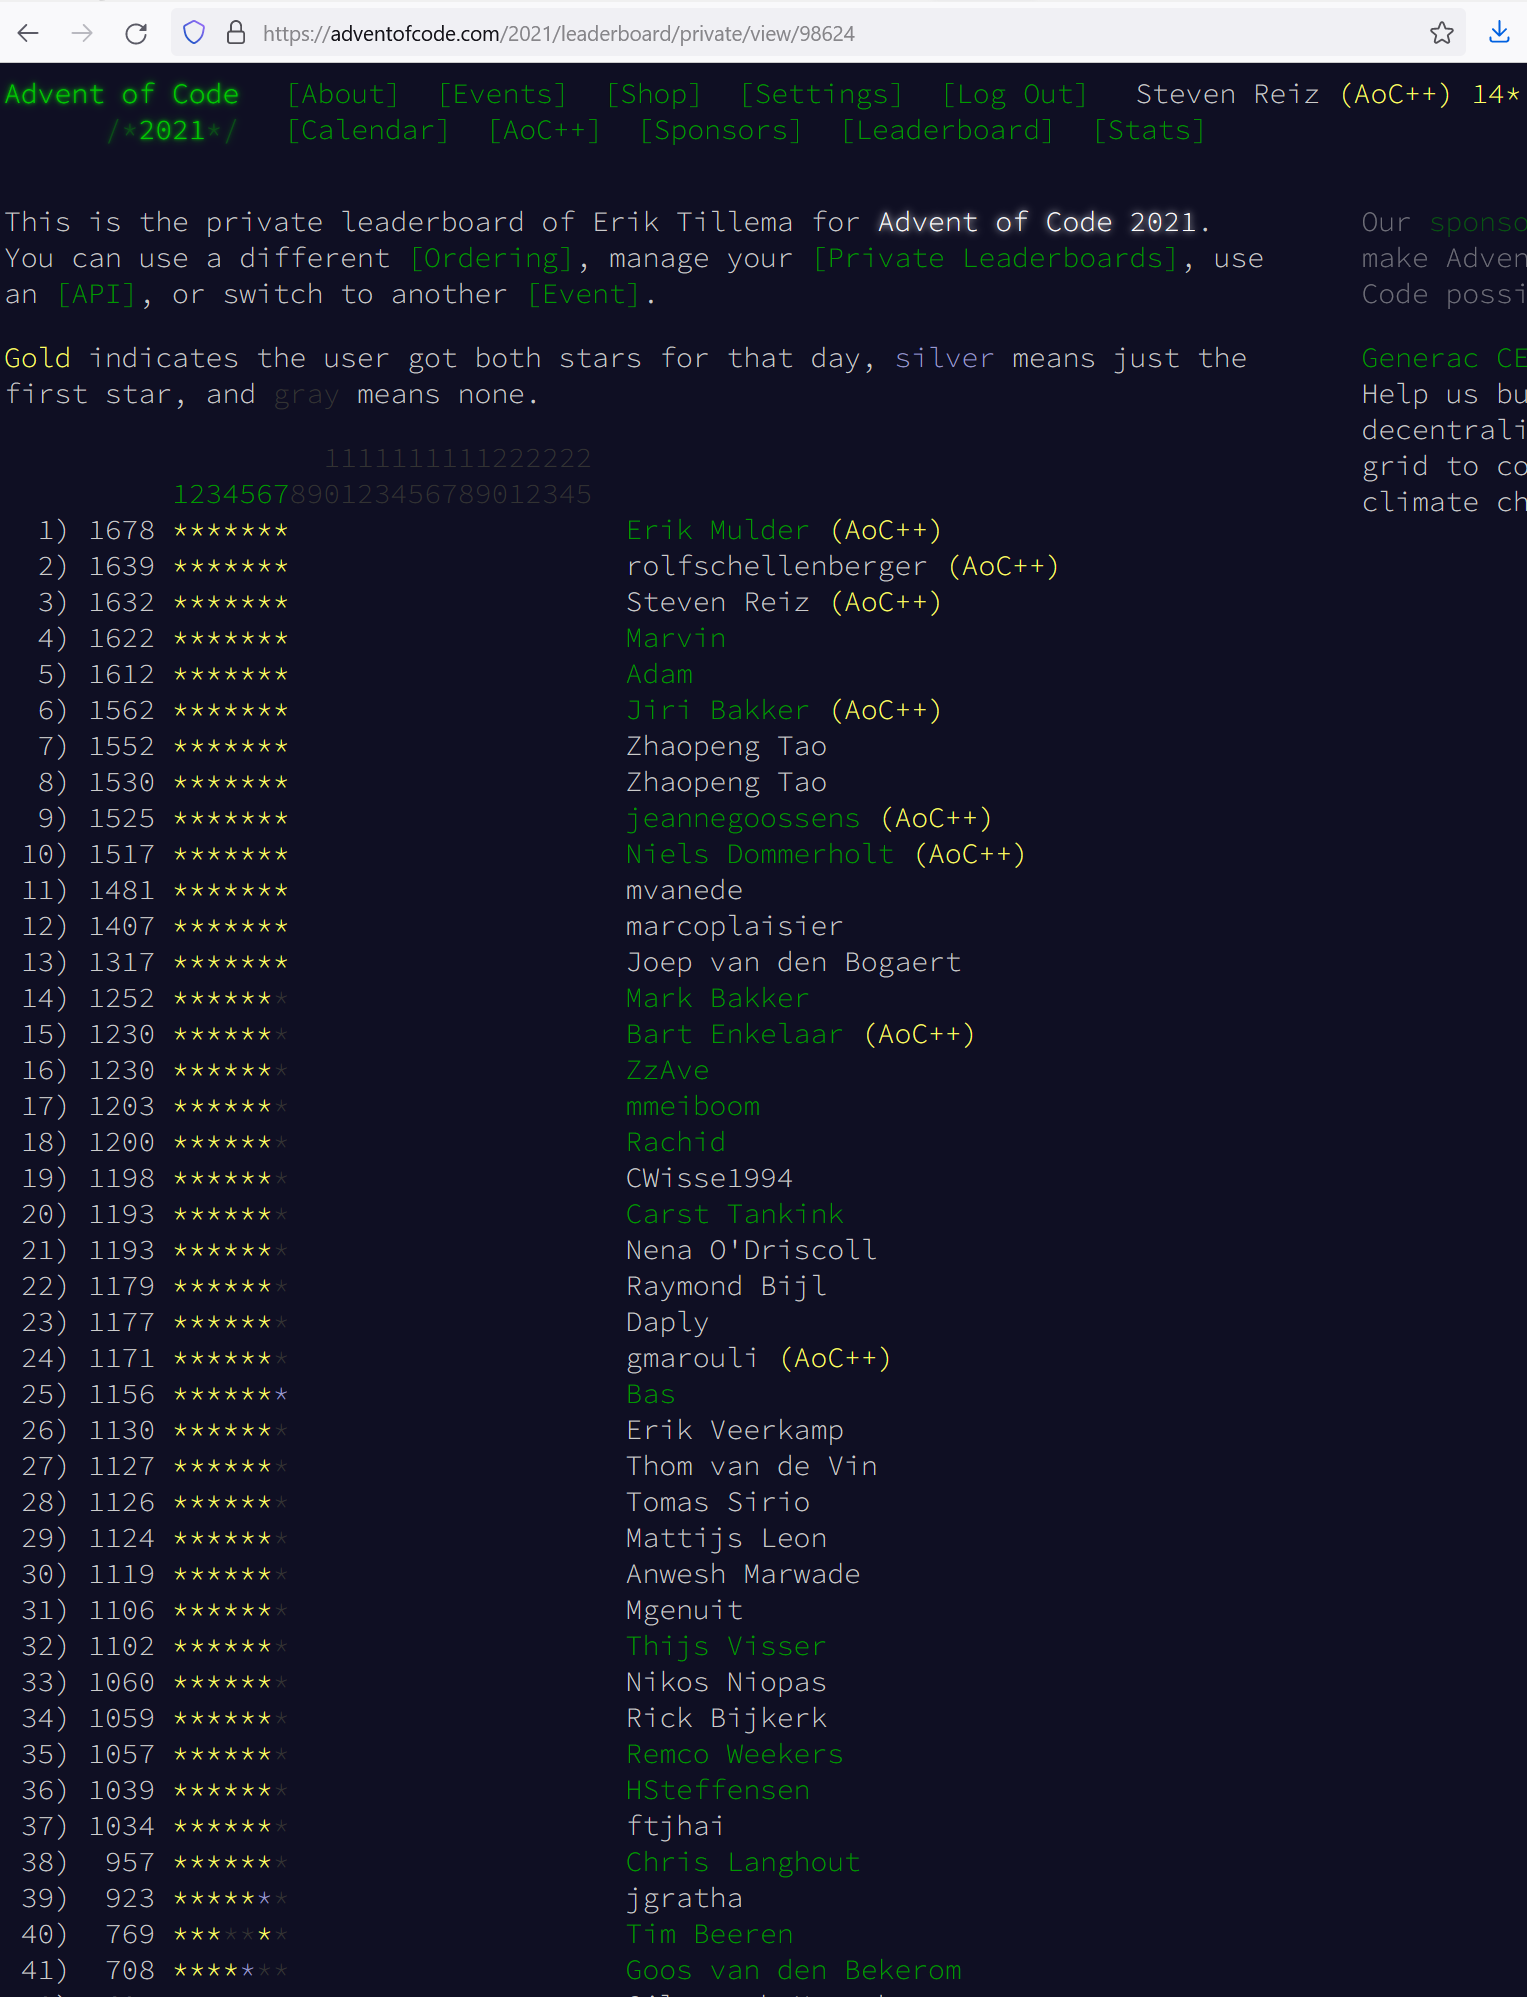 https://adventofcode.com/2021/leaderboard/private/view/98624
Advent of Code [About] [Events] [Shop] [Settings] [Log Out] Steven Reiz (AoC++) 14*
/*2021*/ [Calendar] [AoC++] [Sponsors] [Leaderboard] [Stats]
This is the private leaderboard of Erik Tillema for Advent of Code 2021.
You can use a different [Ordering], manage your [Private Leaderboards], use
an [API], or switch to another [Event].
Gold indicates the user got both stars for that day, silver means just the
first star, and gray means none.
1111111111222222
1234567890123456789012345
1) 1678 ******* Erik Mulder (AoC++)
2) 1639 ******* rolfschellenberger (AoC++)
3) 1632 ******* Steven Reiz (AoC++)
4) 1622 ******* Marvin
5) 1612 ******* Adam
6) 1562 ******* Jiri Bakker (AoC++)
7) 1552 ******* Zhaopeng Tao
8) 1530 ******* Zhaopeng Tao
9) 1525 ******* jeannegoossens (AoC++)
10) 1517 ******* Niels Dommerholt (AoC++)
11) 1481 ******* mvanede
12) 1407 ******* marcoplaisier
13) 1317 ******* Joep van den Bogaert
14) 1252 ******* Mark Bakker
15) 1230 ******* Bart Enkelaar (AoC++)
16) 1230 ******* ZzAve
17) 1203 ******* mmeiboom
18) 1200 ******* Rachid
19) 1198 ******* CWisse1994
20) 1193 ******* Carst Tankink
21) 1193 ******* Nena O'Driscoll
22) 1179 ******* Raymond Bijl
23) 1177 ******* Daply
24) 1171 ******* gmarouli (AoC++)
25) 1156 ******* Bas
26) 1130 ******* Erik Veerkamp
27) 1127 ******* Thom van de Vin
28) 1126 ******* Tomas Sirio
29) 1124 ******* Mattijs Leon
30) 1119 ******* Anwesh Marwade
31) 1106 ******* Mgenuit
32) 1102 ******* Thijs Visser
33) 1060 ******* Nikos Niopas
34) 1059 ******* Rick Bijkerk
35) 1057 ******* Remco Weekers
36) 1039 ******* HSteffensen
37) 1034 ******* ftjhai
38) 957 ******* Chris Langhout
39) 923 ******* jgratha
40) 769 ******* Tim Beeren
41) 708 ******* Goos van den Bekerom
Our sponso
make Adven
Code possi
Generac CE
Help us bu
decentrali
grid to co
climate ch